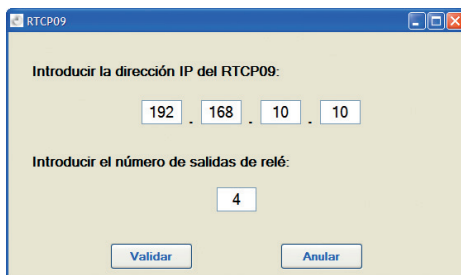 RTCP09
Introducir la dirección IP del RTCP09:
192 . 168 . 10 . 10
Introducir el número de salidas de relé:
4
Validar Anular